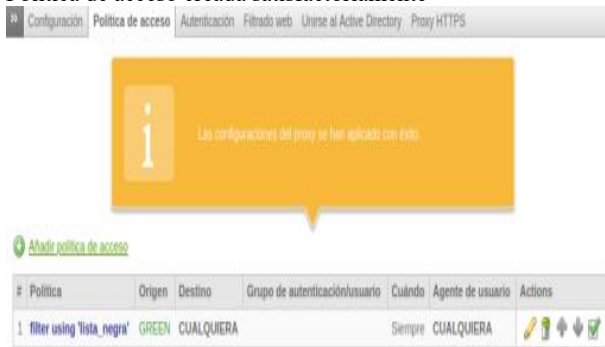 Política de acceso creada satisfactoriamente
» Configuración Política de acceso Autenticación Filtrado web Unirse al Active Directory Proxy HTTPS
i
Las configuraciones del proxy se han aplicado con éxito.
Añadir política de acceso
# Política Origen Destino Grupo de autenticación/usuario Cuándo Agente de usuario Actions
1 filter using 'lista_negra' GREEN CUALQUIERA Siempre CUALQUIERA